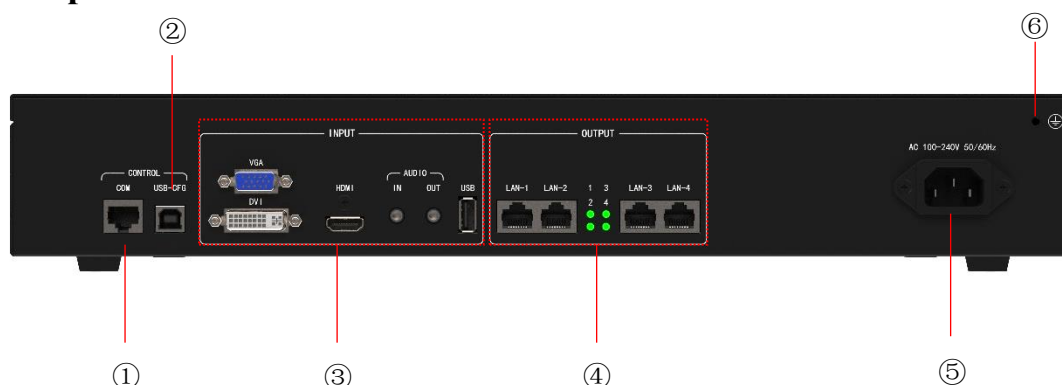 ②
⑥
INPUT
OUTPUT
AC 100-240V 50/60Hz
CONTROL
COM USB-CFG
VGA
DVI
HDMI
AUDIO
IN OUT
USB
LAN-1 LAN-2 1 3 LAN-3 LAN-4
2 4
①
③
④
⑤